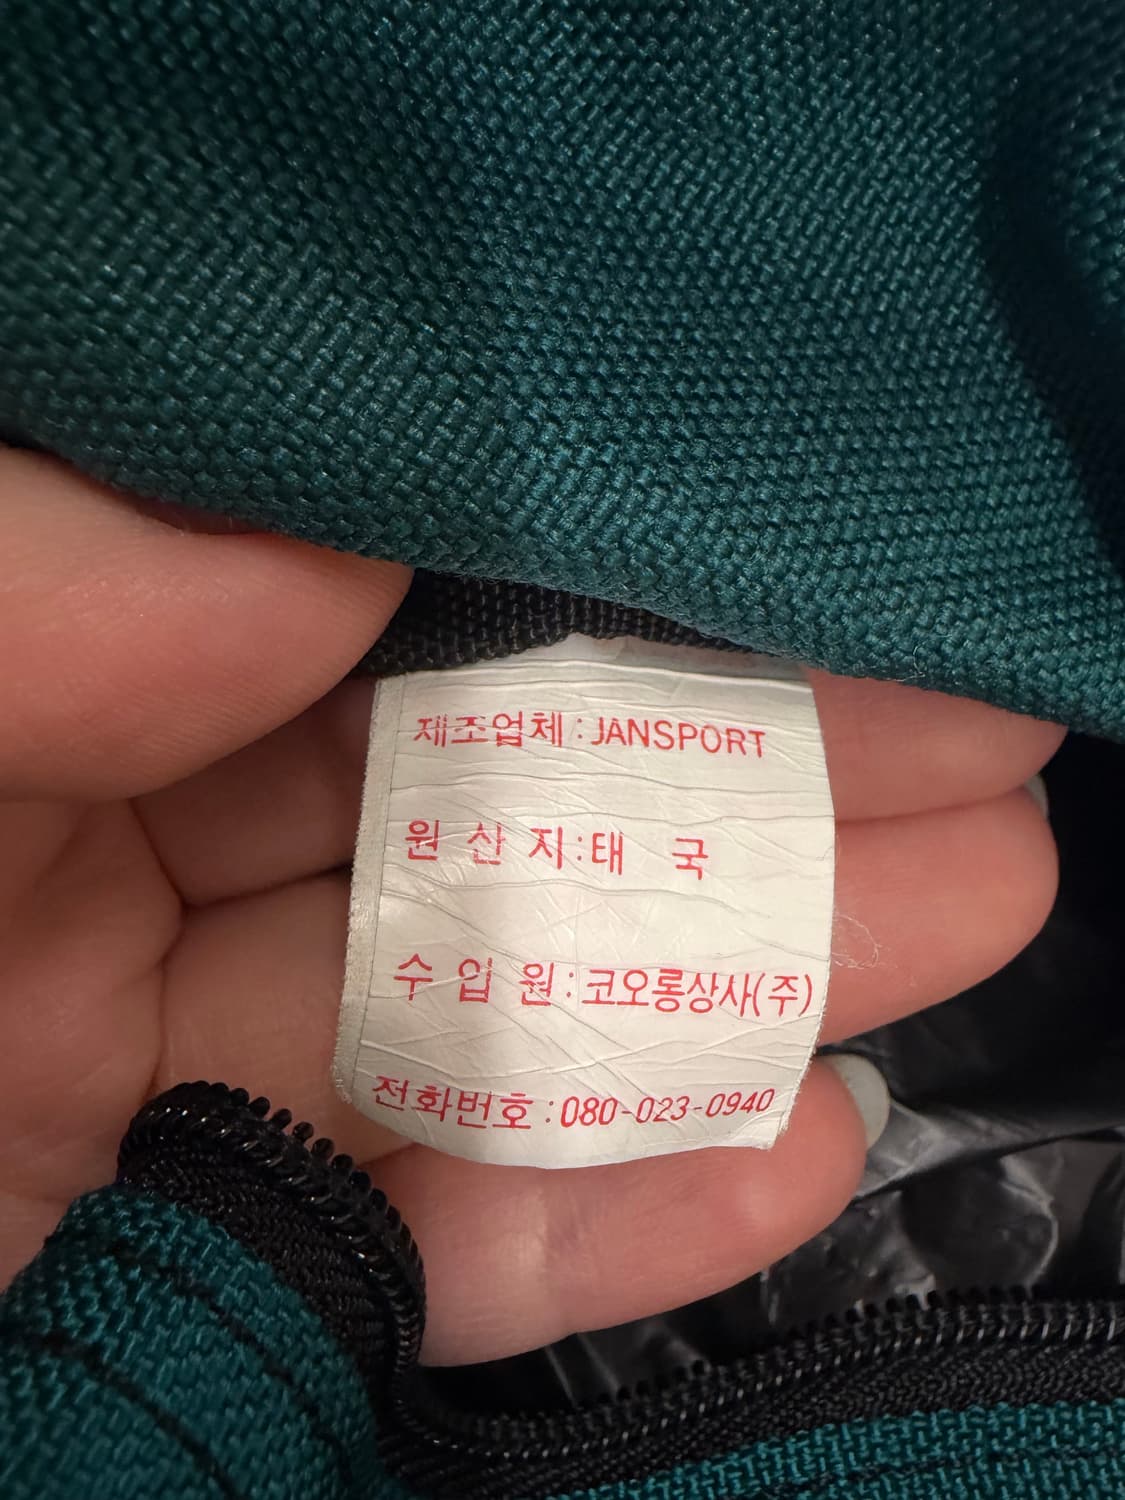 제조업체:JANSPORT
원 산 지:태 국
수 입 원:코오롱상사(주)
전화번호:080-023-0940